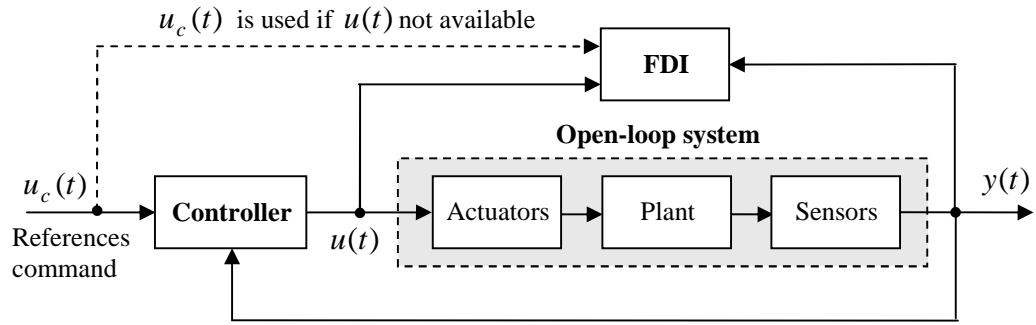 u_c(t) is used if u(t) not available
FDI
Open-loop system
u_c(t)
Controller
Actuators
Plant
Sensors
y(t)
References
command
u(t)